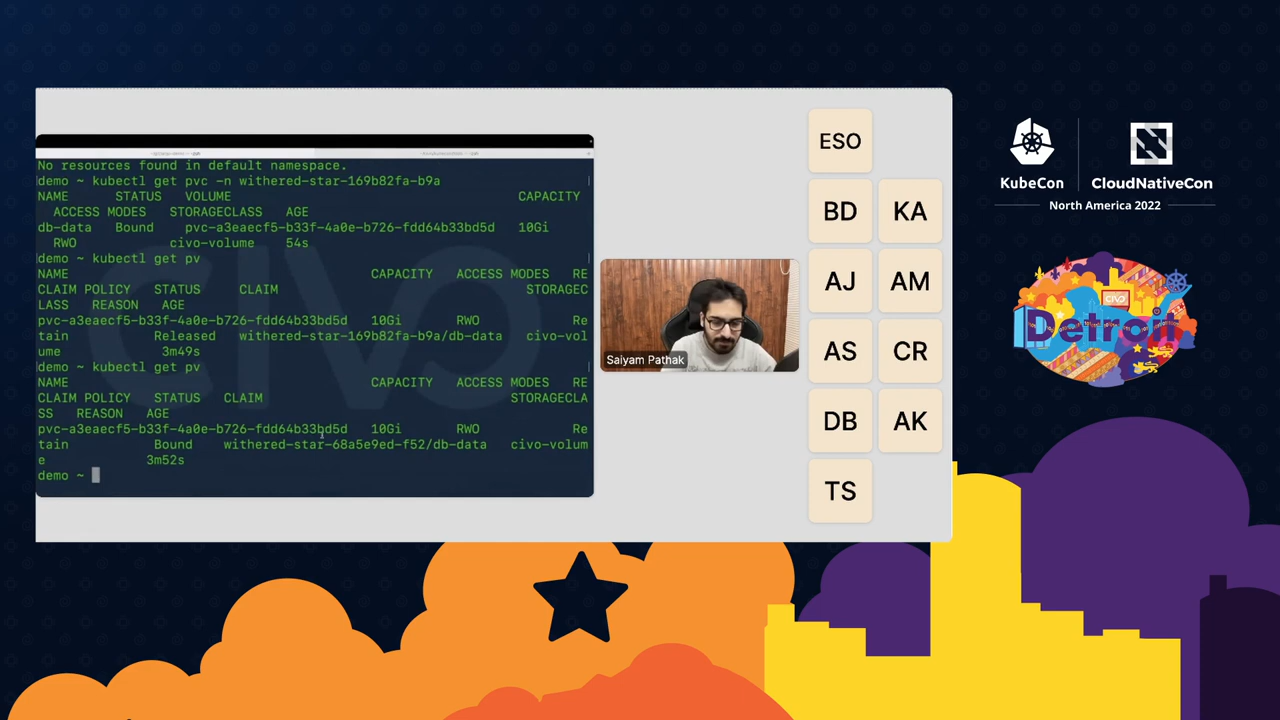 No resources found in default namespace.
demo ~ kubectl get pvc -n withered-star-169b82fa-b9a
NAME STATUS VOLUME CAPACITY
ACCESS MODES STORAGECLASS AGE
db-data Bound pvc-a3eaecf5-b33f-4a0e-b726-fdd64b33bd5d 10Gi
RWO civo-volume 54s
demo ~ kubectl get pv
NAME CAPACITY ACCESS MODES RE
CLAIM POLICY STATUS CLAIM STORAGEC
LASS REASON AGE
pvc-a3eaecf5-b33f-4a0e-b726-fdd64b33bd5d 10Gi RWO Re
tain Released withered-star-169b82fa-b9a/db-data civo-vol
ume 3m49s
demo ~ kubectl get pv
NAME CAPACITY ACCESS MODES RE
CLAIM POLICY STATUS CLAIM STORAGECLA
SS REASON AGE
pvc-a3eaecf5-b33f-4a0e-b726-fdd64b33bd5d 10Gi RWO Re
tain Bound withered-star-68a5e9ed-f52/db-data civo-volum
e 3m52s
demo ~
CIVO
Saiyam Pathak
ESO
BD KA
AJ AM
AS CR
DB AK
TS
KubeCon CloudNativeCon
North America 2022
CIVO
Detroit